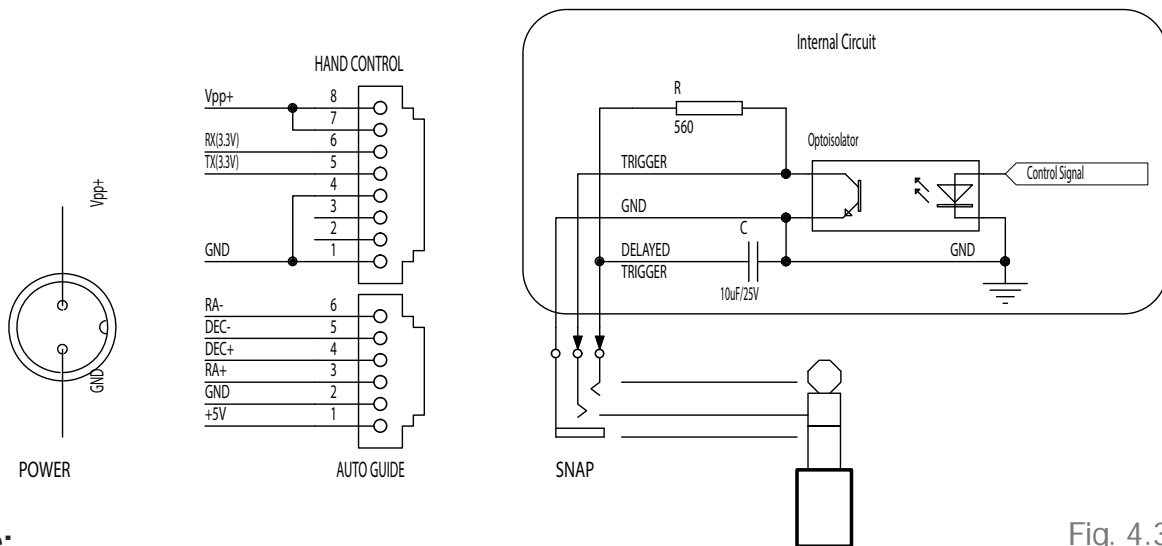 Internal Circuit
HAND CONTROL
Vpp+
8
7
RX(3.3V)
6
TX(3.3V)
5
4
3
2
GND
1
RA-
6
DEC-
5
DEC+
4
RA+
3
GND
2
+5V
1
AUTO GUIDE
Vpp+
GND
POWER
R
560
Optoisolator
TRIGGER
Control Signal
GND
C
DELAYED
TRIGGER
GND
10uF/25V
SNAP
Fig. 4.3